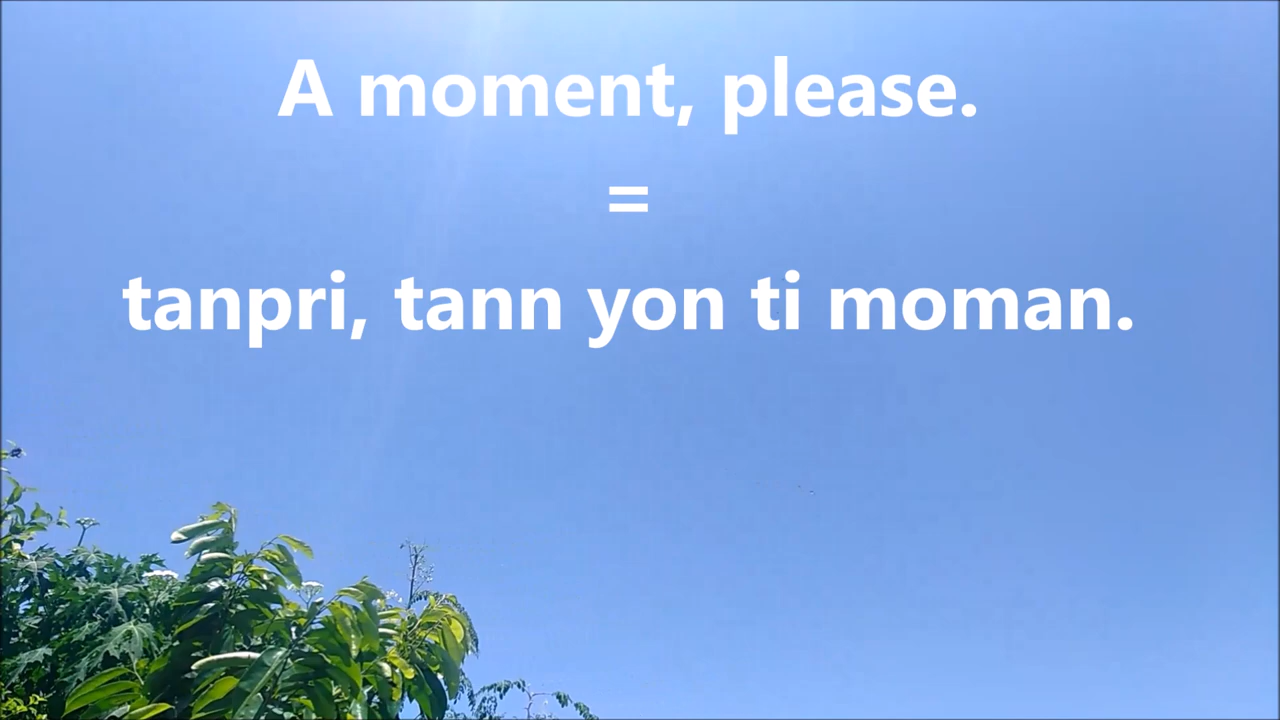 A moment, please.
=
tanpri, tann yon ti moman.